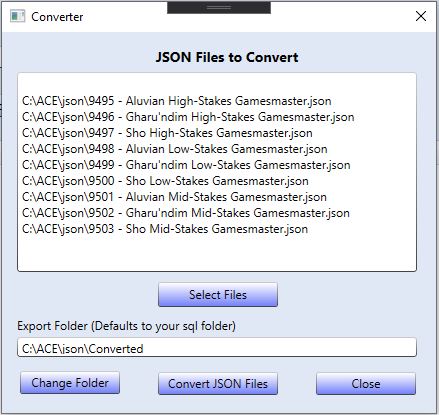 Converter
JSON Files to Convert
C:\ACE\json\9495 - Aluvian High-Stakes Gamesmaster.json
C:\ACE\json\9496 - Gharu'ndim High-Stakes Gamesmaster.json
C:\ACE\json\9497 - Sho High-Stakes Gamesmaster.json
C:\ACE\json\9498 - Aluvian Low-Stakes Gamesmaster.json
C:\ACE\json\9499 - Gharu'ndim Low-Stakes Gamesmaster.json
C:\ACE\json\9500 - Sho Low-Stakes Gamesmaster.json
C:\ACE\json\9501 - Aluvian Mid-Stakes Gamesmaster.json
C:\ACE\json\9502 - Gharu'ndim Mid-Stakes Gamesmaster.json
C:\ACE\json\9503 - Sho Mid-Stakes Gamesmaster.json
Select Files
Export Folder (Defaults to your sql folder)
C:\ACE\json\Converted
Change Folder
Convert JSON Files
Close